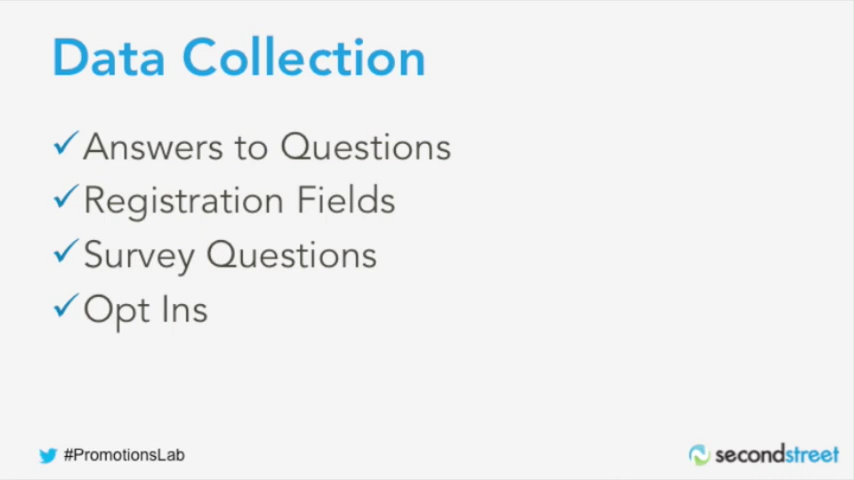 Data Collection
Answers to Questions
Registration Fields
Survey Questions
Opt Ins
#PromotionsLab
secondstreet